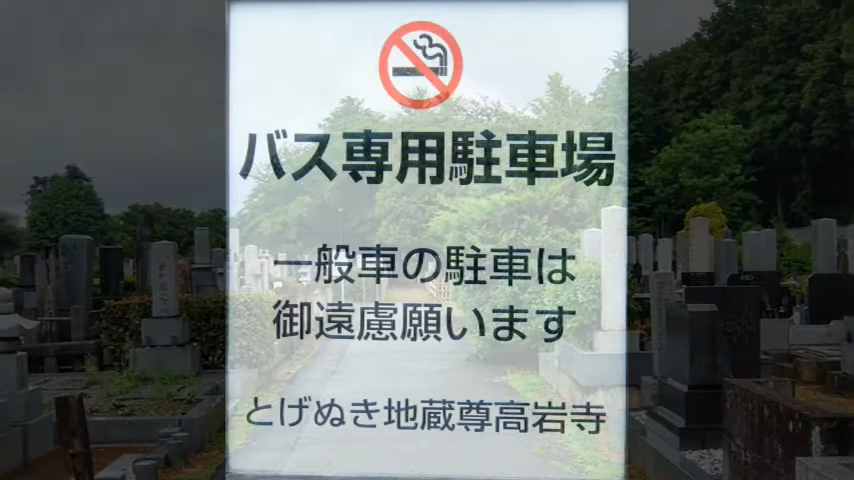 バス専用駐車場
一般車の駐車は
御遠慮願います
とげぬき地蔵尊高岩寺